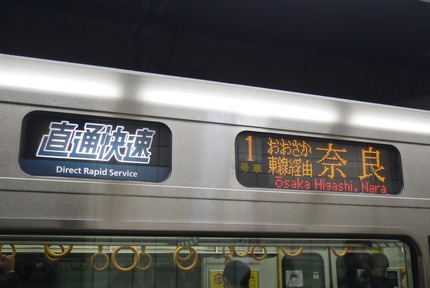 直通快速
Direct Rapid Service
1
号車
おおさか
東線経由
奈良
Ōsaka Higashi, Nara